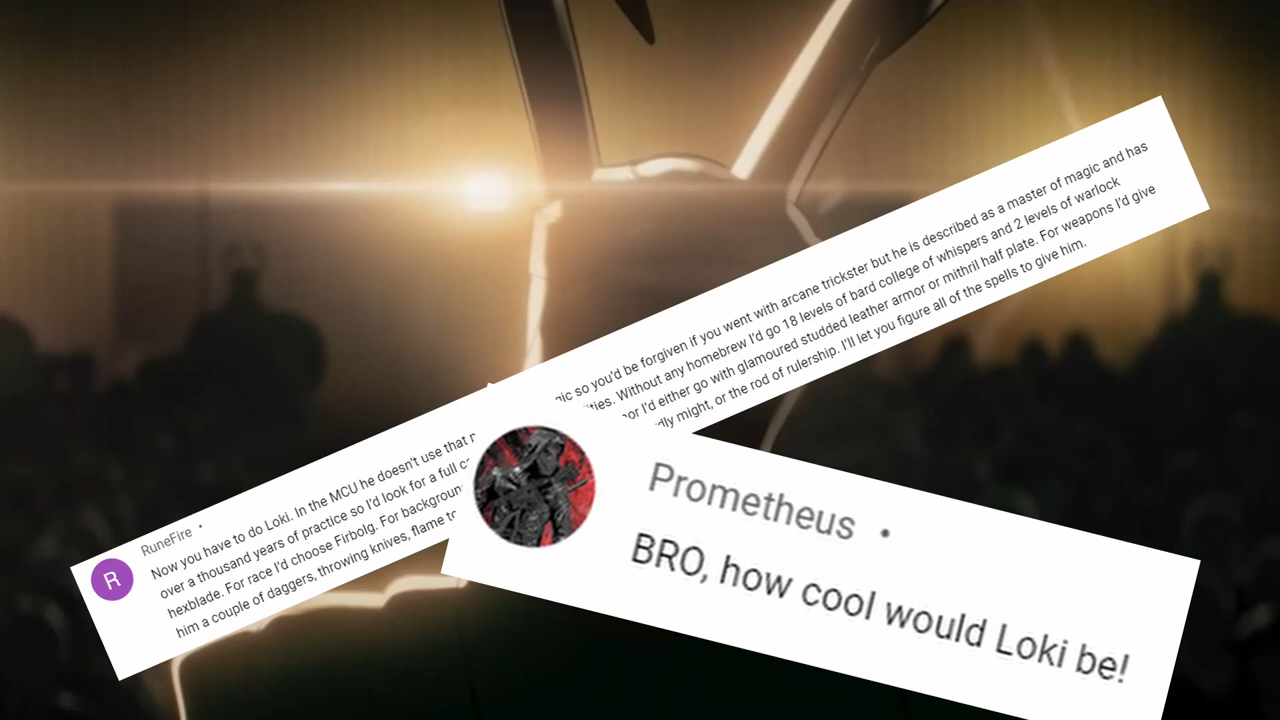 RuneFire •
Now you have to do Loki. In the MCU he doesn't use that
gic so you'd be forgiven if you went with arcane trickster but he is described as a master of magic and has
over a thousand years of practice so I'd look for a full
ities. Without any homebrew I'd go 18 levels of bard college of whispers and 2 levels of warlock
hexblade. For race I'd choose Firbolg. For background
or I'd either go with glamoured studded leather armor or mithril half plate. For weapons I'd give
him a couple of daggers, throwing knives, flame
dly might, or the rod of rulership. I'll let you figure all of the spells to give him.
R
Prometheus •
BRO, how cool would Loki be!